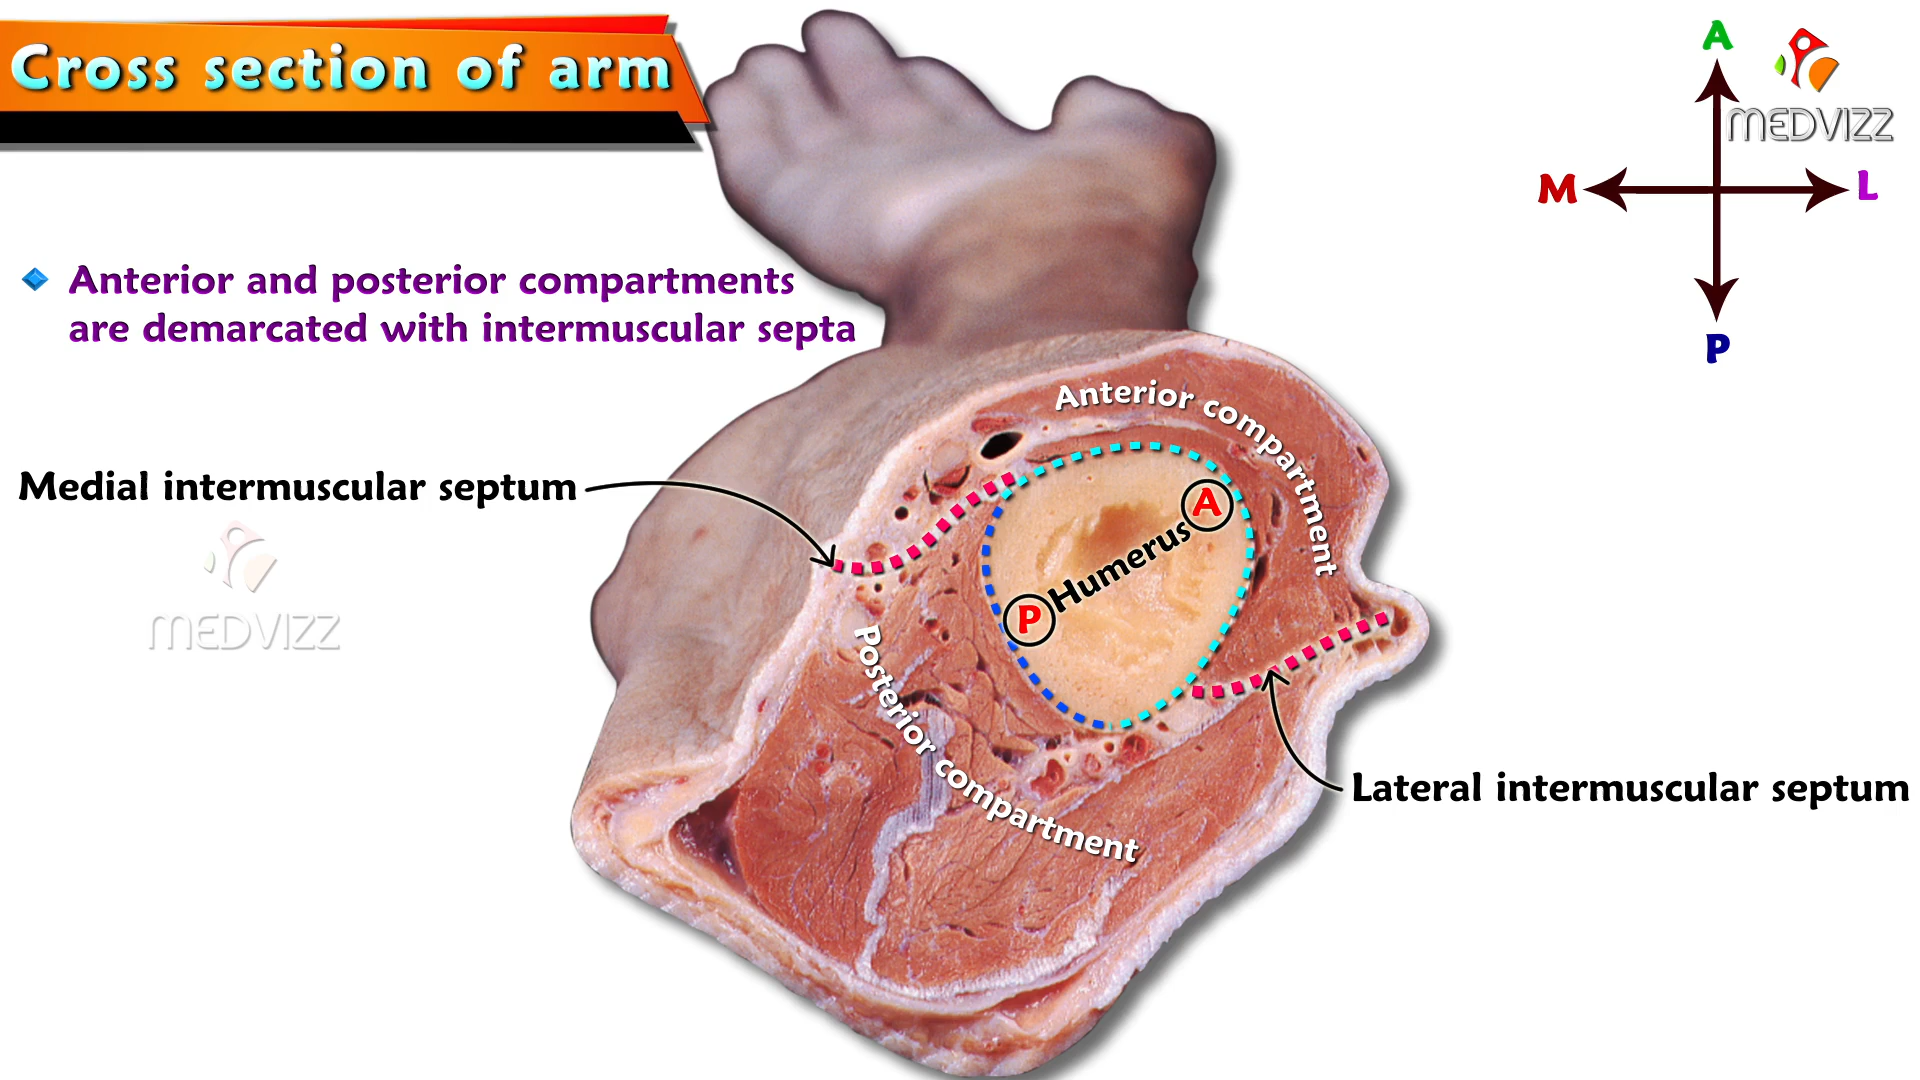 Cross section of arm
A
MEDVIZZ
M
L
P
Anterior and posterior compartments
are demarcated with intermuscular septa
Anterior compartment
Medial intermuscular septum
A
Humerus
P
MEDVIZZ
Posterior compartment
Lateral intermuscular septum